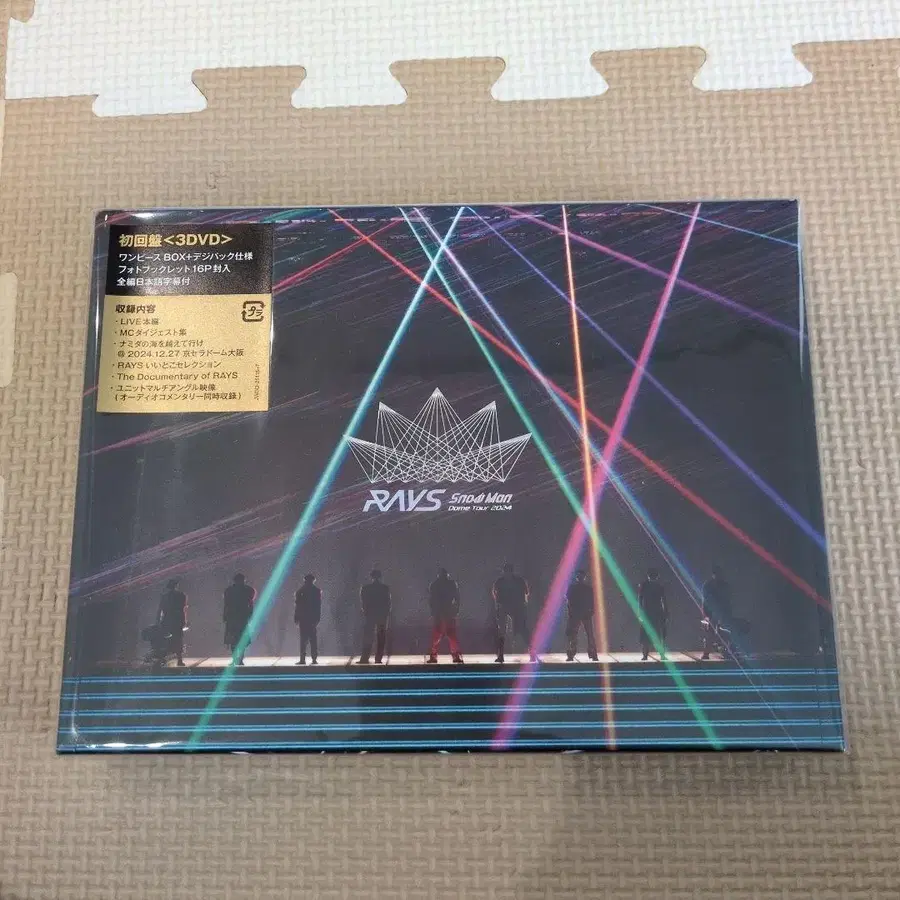 初回盤<3DVD>
ワンピースBOX+デジパック仕様
フォトブックレット16P封入
全編日本語字幕付
収録内容
・LIVE本編
・MCダイジェスト集
・ナミダの海を越えて行け
@ 2024.12.27 京セラドーム大阪
・RAYS いいとこセレクション
・The Documentary of RAYS
・ユニットマルチアングル映像
(オーディオコメンタリー同時収録)
プラ
RAYS Snow Man
Dome Tour 2024